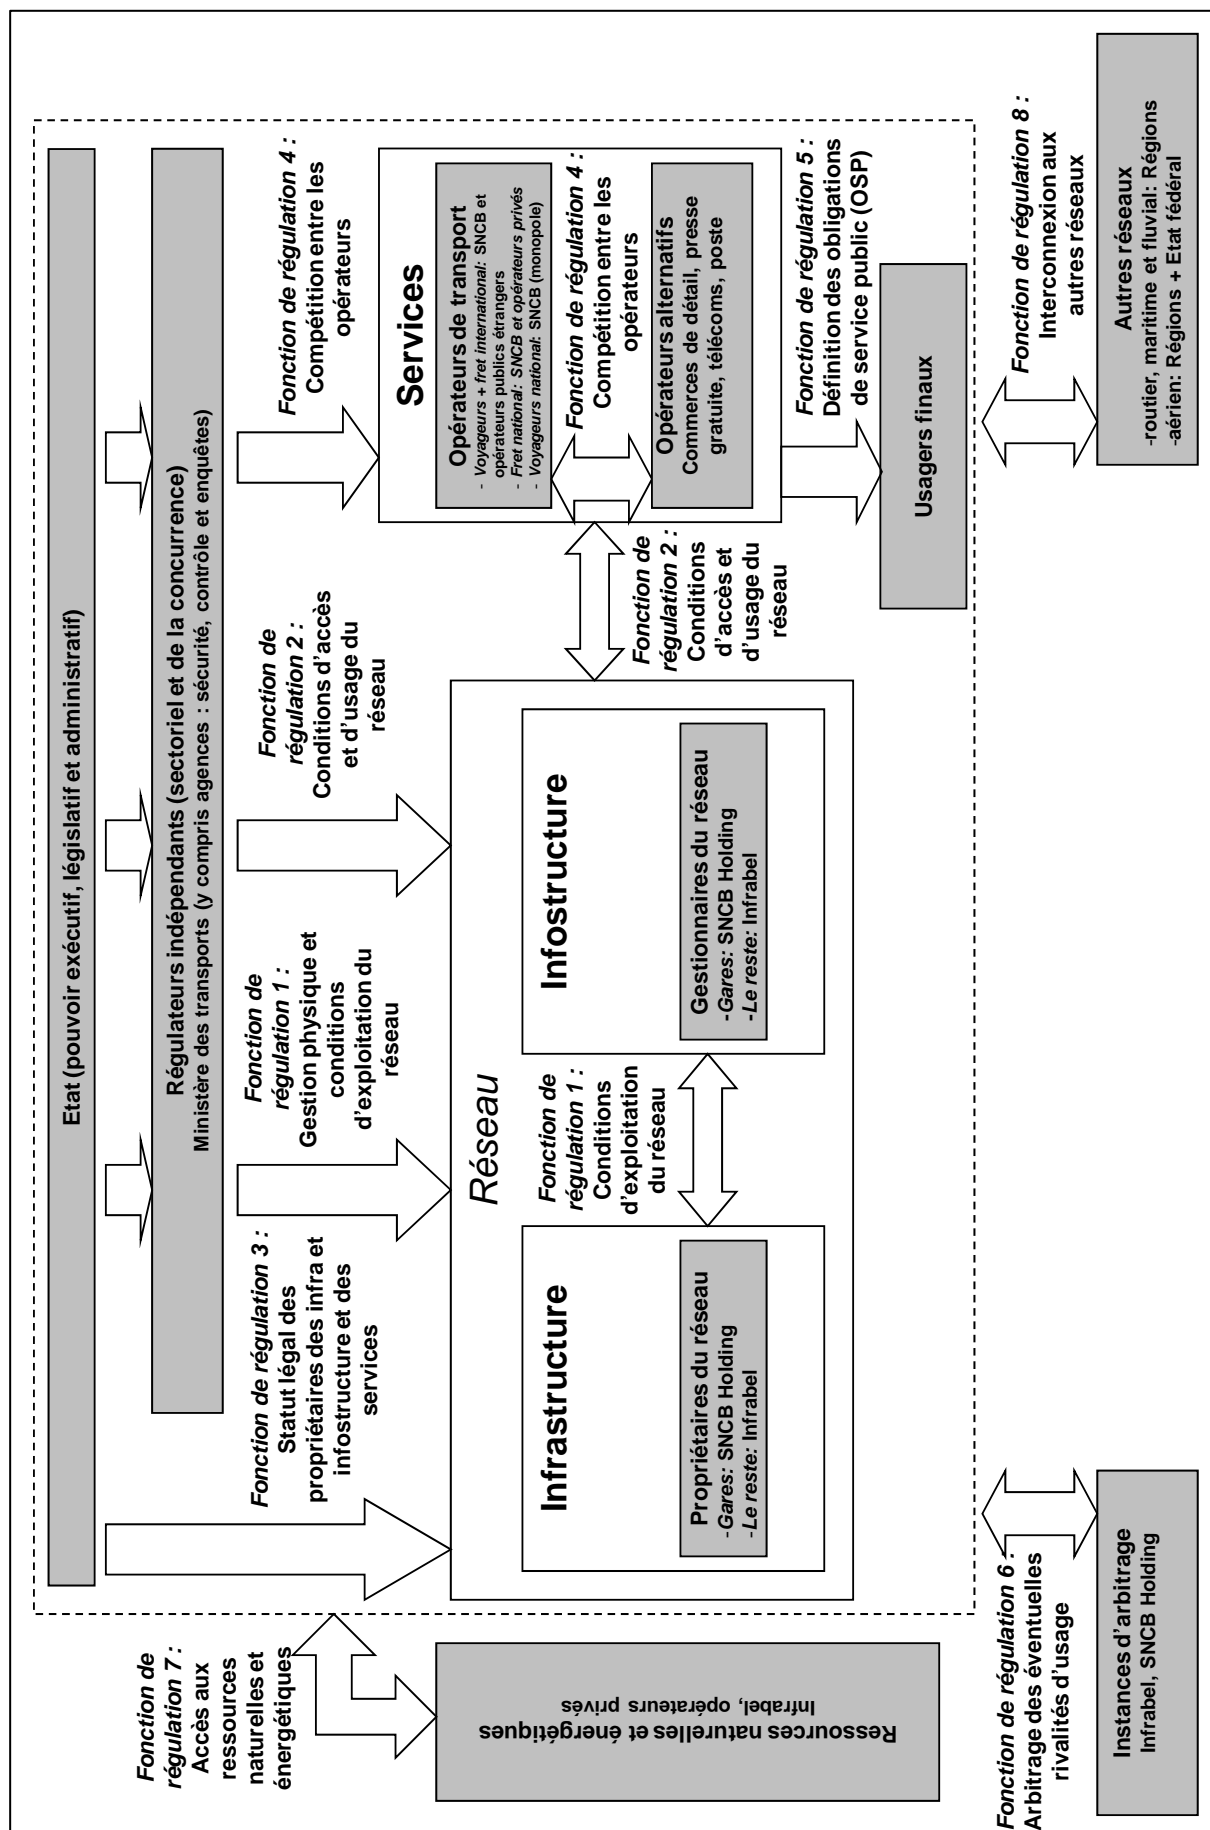 Etat (pouvoir exécutif, législatif et administratif)
Régulateurs indépendants (sectoriel et de la concurrence)
Ministère des transports (y compris agences : sécurité, contrôle et enquêtes)
Fonction de
régulation 7 :
Accès aux
ressources
naturelles et
énergétiques
Fonction de régulation 3 :
Statut légal des
propriétaires des infra et
infostructure et des
services
Fonction de
régulation 1 :
Gestion physique et
conditions
d'exploitation du
réseau
Fonction de
régulation 2 :
Conditions d'accès
et d'usage du
réseau
Fonction de régulation 4 :
Compétition entre les
opérateurs
Ressources naturelles et énergétiques
Infrabel, opérateurs privés
Réseau
Infrastructure
Propriétaires du réseau
-Gares: SNCB Holding
-Le reste: Infrabel
Fonction de
régulation 1 :
Conditions
d'exploitation
du réseau
Infostructure
Gestionnaires du réseau
-Gares: SNCB Holding
-Le reste: Infrabel
Fonction de
régulation 2 :
Conditions
d'accès et
d'usage du
réseau
Services
Opérateurs de transport
- Voyageurs + fret international: SNCB et
opérateurs publics étrangers
- Fret national: SNCB et opérateurs privés
- Voyageurs national: SNCB (monopole)
Fonction de régulation 4 :
Compétition entre les
opérateurs
Opérateurs alternatifs
Commerces de détail, presse
gratuite, télécoms, poste
Fonction de régulation 5 :
Définition des obligations
de service public (OSP)
Usagers finaux
Fonction de régulation 6 :
Arbitrage des éventuelles
rivalités d'usage
Instances d'arbitrage
Infrabel, SNCB Holding
Fonction de régulation 8 :
Interconnexion aux
autres réseaux
Autres réseaux
-routier, maritime et fluvial: Régions
-aérien: Régions + Etat fédéral